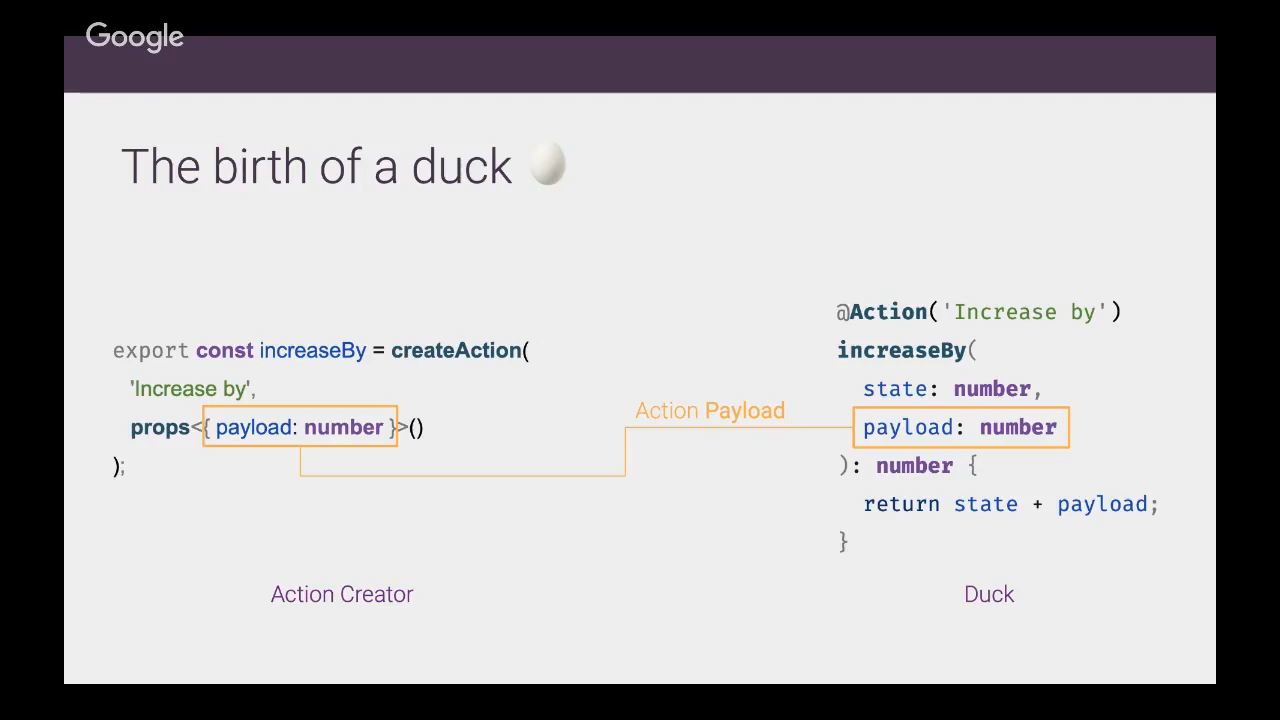 Google
The birth of a duck
export const increaseBy = createAction(
'Increase by',
props<{ payload: number }>()
);
Action Creator
Action Payload
@Action('Increase by')
increaseBy(
state: number,
payload: number
): number {
return state + payload;
}
Duck